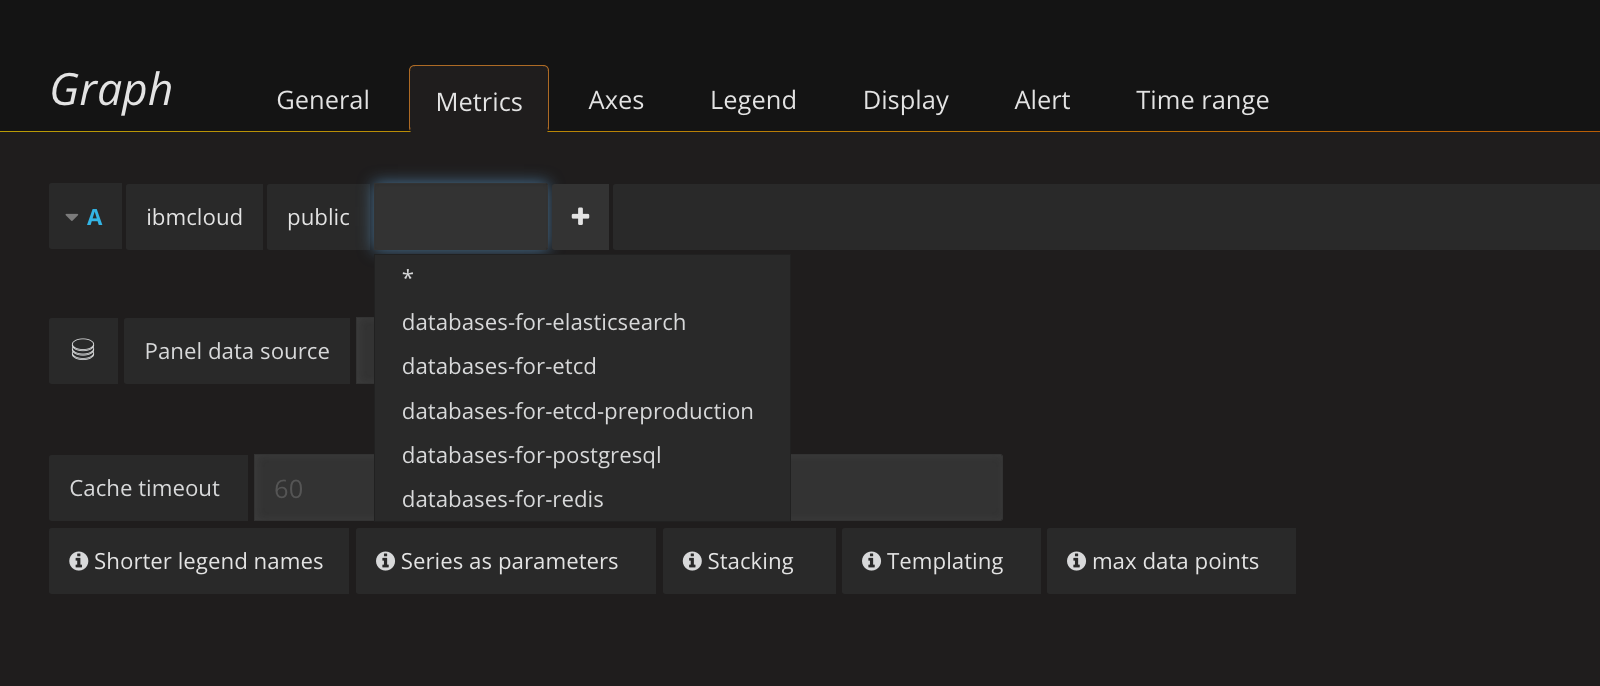 Graph General Metrics Axes Legend Display Alert Time range
A ibmcloud public +
*
databases-for-elasticsearch
Panel data source
databases-for-etcd
databases-for-etcd-preproduction
databases-for-postgresql
Cache timeout 60
databases-for-redis
Shorter legend names Series as parameters Stacking Templating max data points